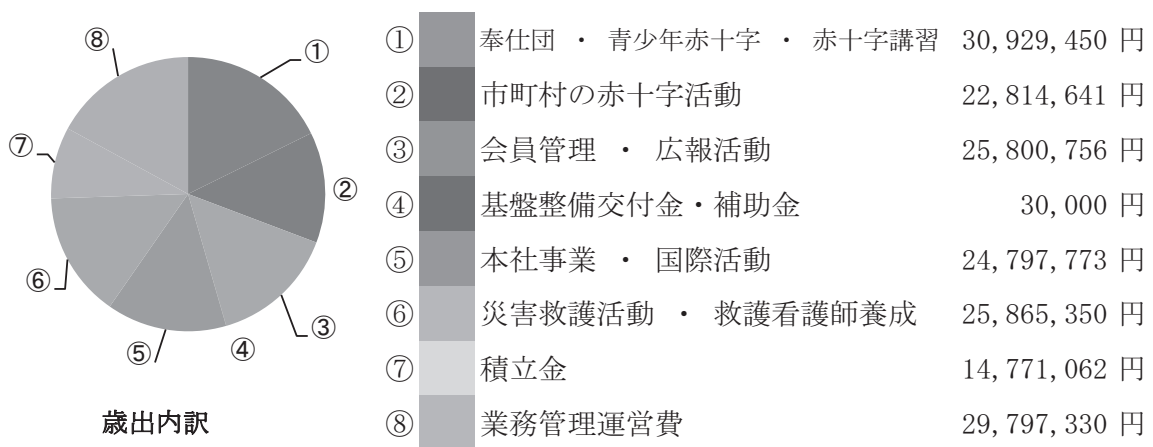 ⑧
①
⑦
②
⑥
③
⑤
④
歳出内訳
① 奉仕団 ・ 青少年赤十字 ・ 赤十字講習 30,929,450 円
② 市町村の赤十字活動 22,814,641 円
③ 会員管理 ・ 広報活動 25,800,756 円
④ 基盤整備交付金・補助金 30,000 円
⑤ 本社事業 ・ 国際活動 24,797,773 円
⑥ 災害救護活動 ・ 救護看護師養成 25,865,350 円
⑦ 積立金 14,771,062 円
⑧ 業務管理運営費 29,797,330 円